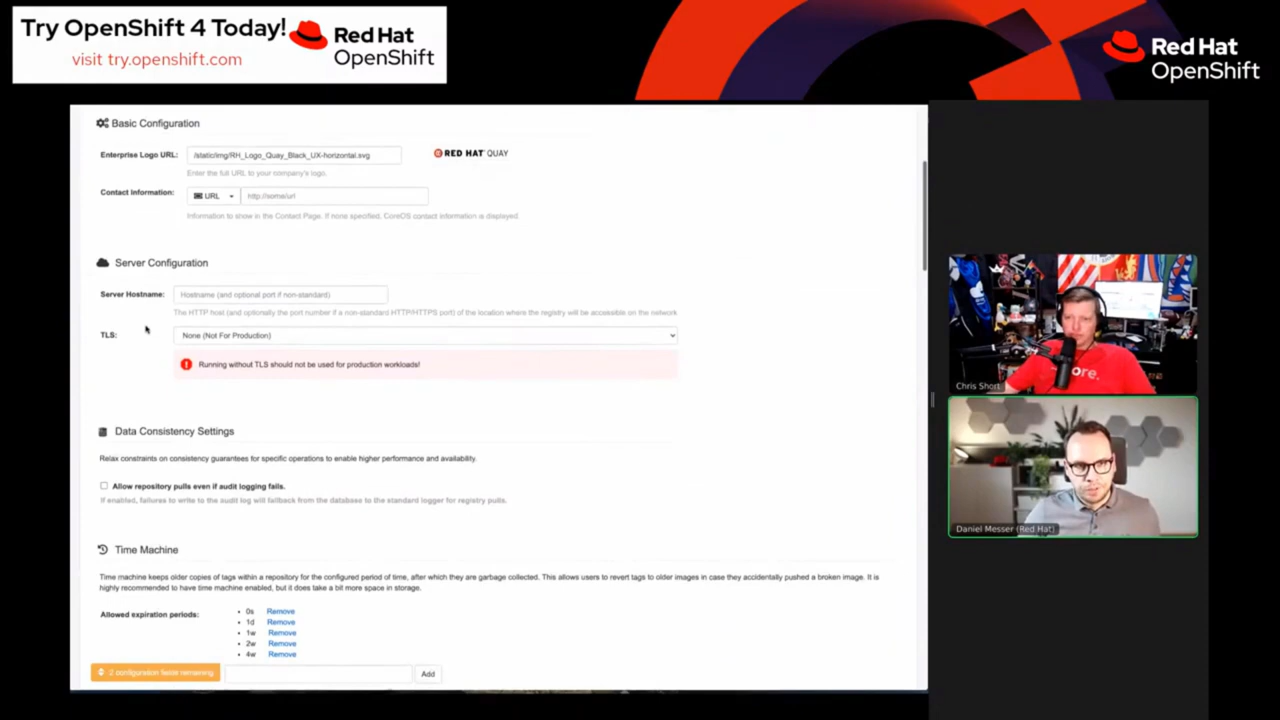 Try OpenShift 4 Today!
visit try.openshift.com
Red Hat
OpenShift
Red Hat
OpenShift
Basic Configuration
Enterprise Logo URL:
/static/img/RH_Logo_Quay_Black_UX-horizontal.svg
RED HAT QUAY
Enter the full URL to your company's logo.
Contact Information:
URL
http://some/url
Information to show in the Contact Page. If none specified, CoreOS contact information is displayed
Server Configuration
Server Hostname:
Hostname (and optional port if non-standard)
The HTTP host (and optionally the port number if a non-standard HTTP/HTTPS port) of the location where the registry will be accessible on the network
TLS:
None (Not For Production)
Running without TLS should not be used for production workloads!
Data Consistency Settings
Relax constraints on consistency guarantees for specific operations to enable higher performance and availability.
Allow repository pulls even if audit logging fails.
If enabled, failures to write to the audit log will fallback from the database to the standard logger for registry pulls.
Time Machine
Time machine keeps older copies of tags within a repository for the configured period of time, after which they are garbage collected. This allows users to revert tags to older images in case they accidentally pushed a broken image. It is
highly recommended to have time machine enabled, but it does take a bit more space in storage.
Allowed expiration periods:
• 0s Remove
• 1d Remove
• 1w Remove
• 2w Remove
• 4w Remove
2 configuration fields remaining
Add
ore.
Chris Short
Daniel Messer (Red Hat)